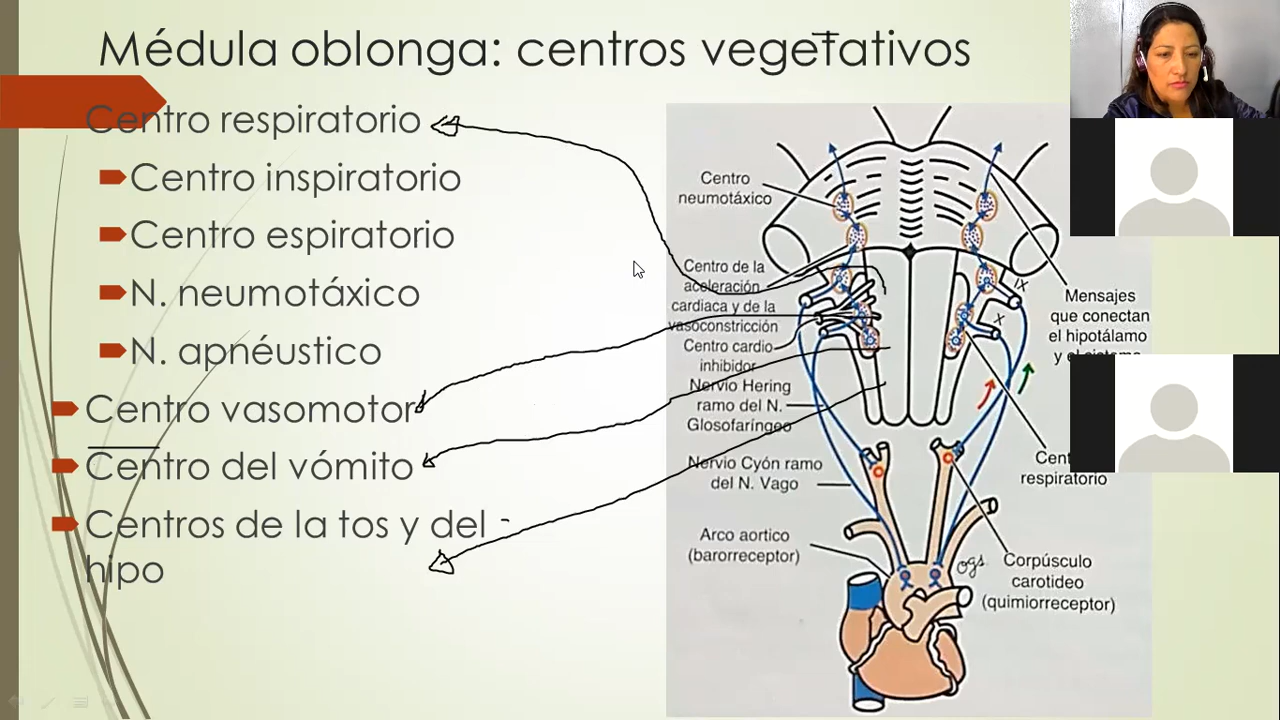 Médula oblonga: centros vegetativos
Centro respiratorio
Centro inspiratorio
Centro espiratorio
N. neumotáxico
N. apnéustico
Centro vasomotor
Centro del vómito
Centros de la tos y del
hipo
Centro
neumotáxico
Centro de la
aceleración
cardiaca y de la
vasoconstricción
Centro cardio
inhibidor
Nervio Hering
ramo del N.
Glosofaríngeo
Nervio Cyón ramo
del N. Vago
Arco aortico
(barorreceptor)
IX
X
Mensajes
que conectan
el hipotálamo
y el
respiratorio
ogs
Corpúsculo
carotideo
(quimiorreceptor)